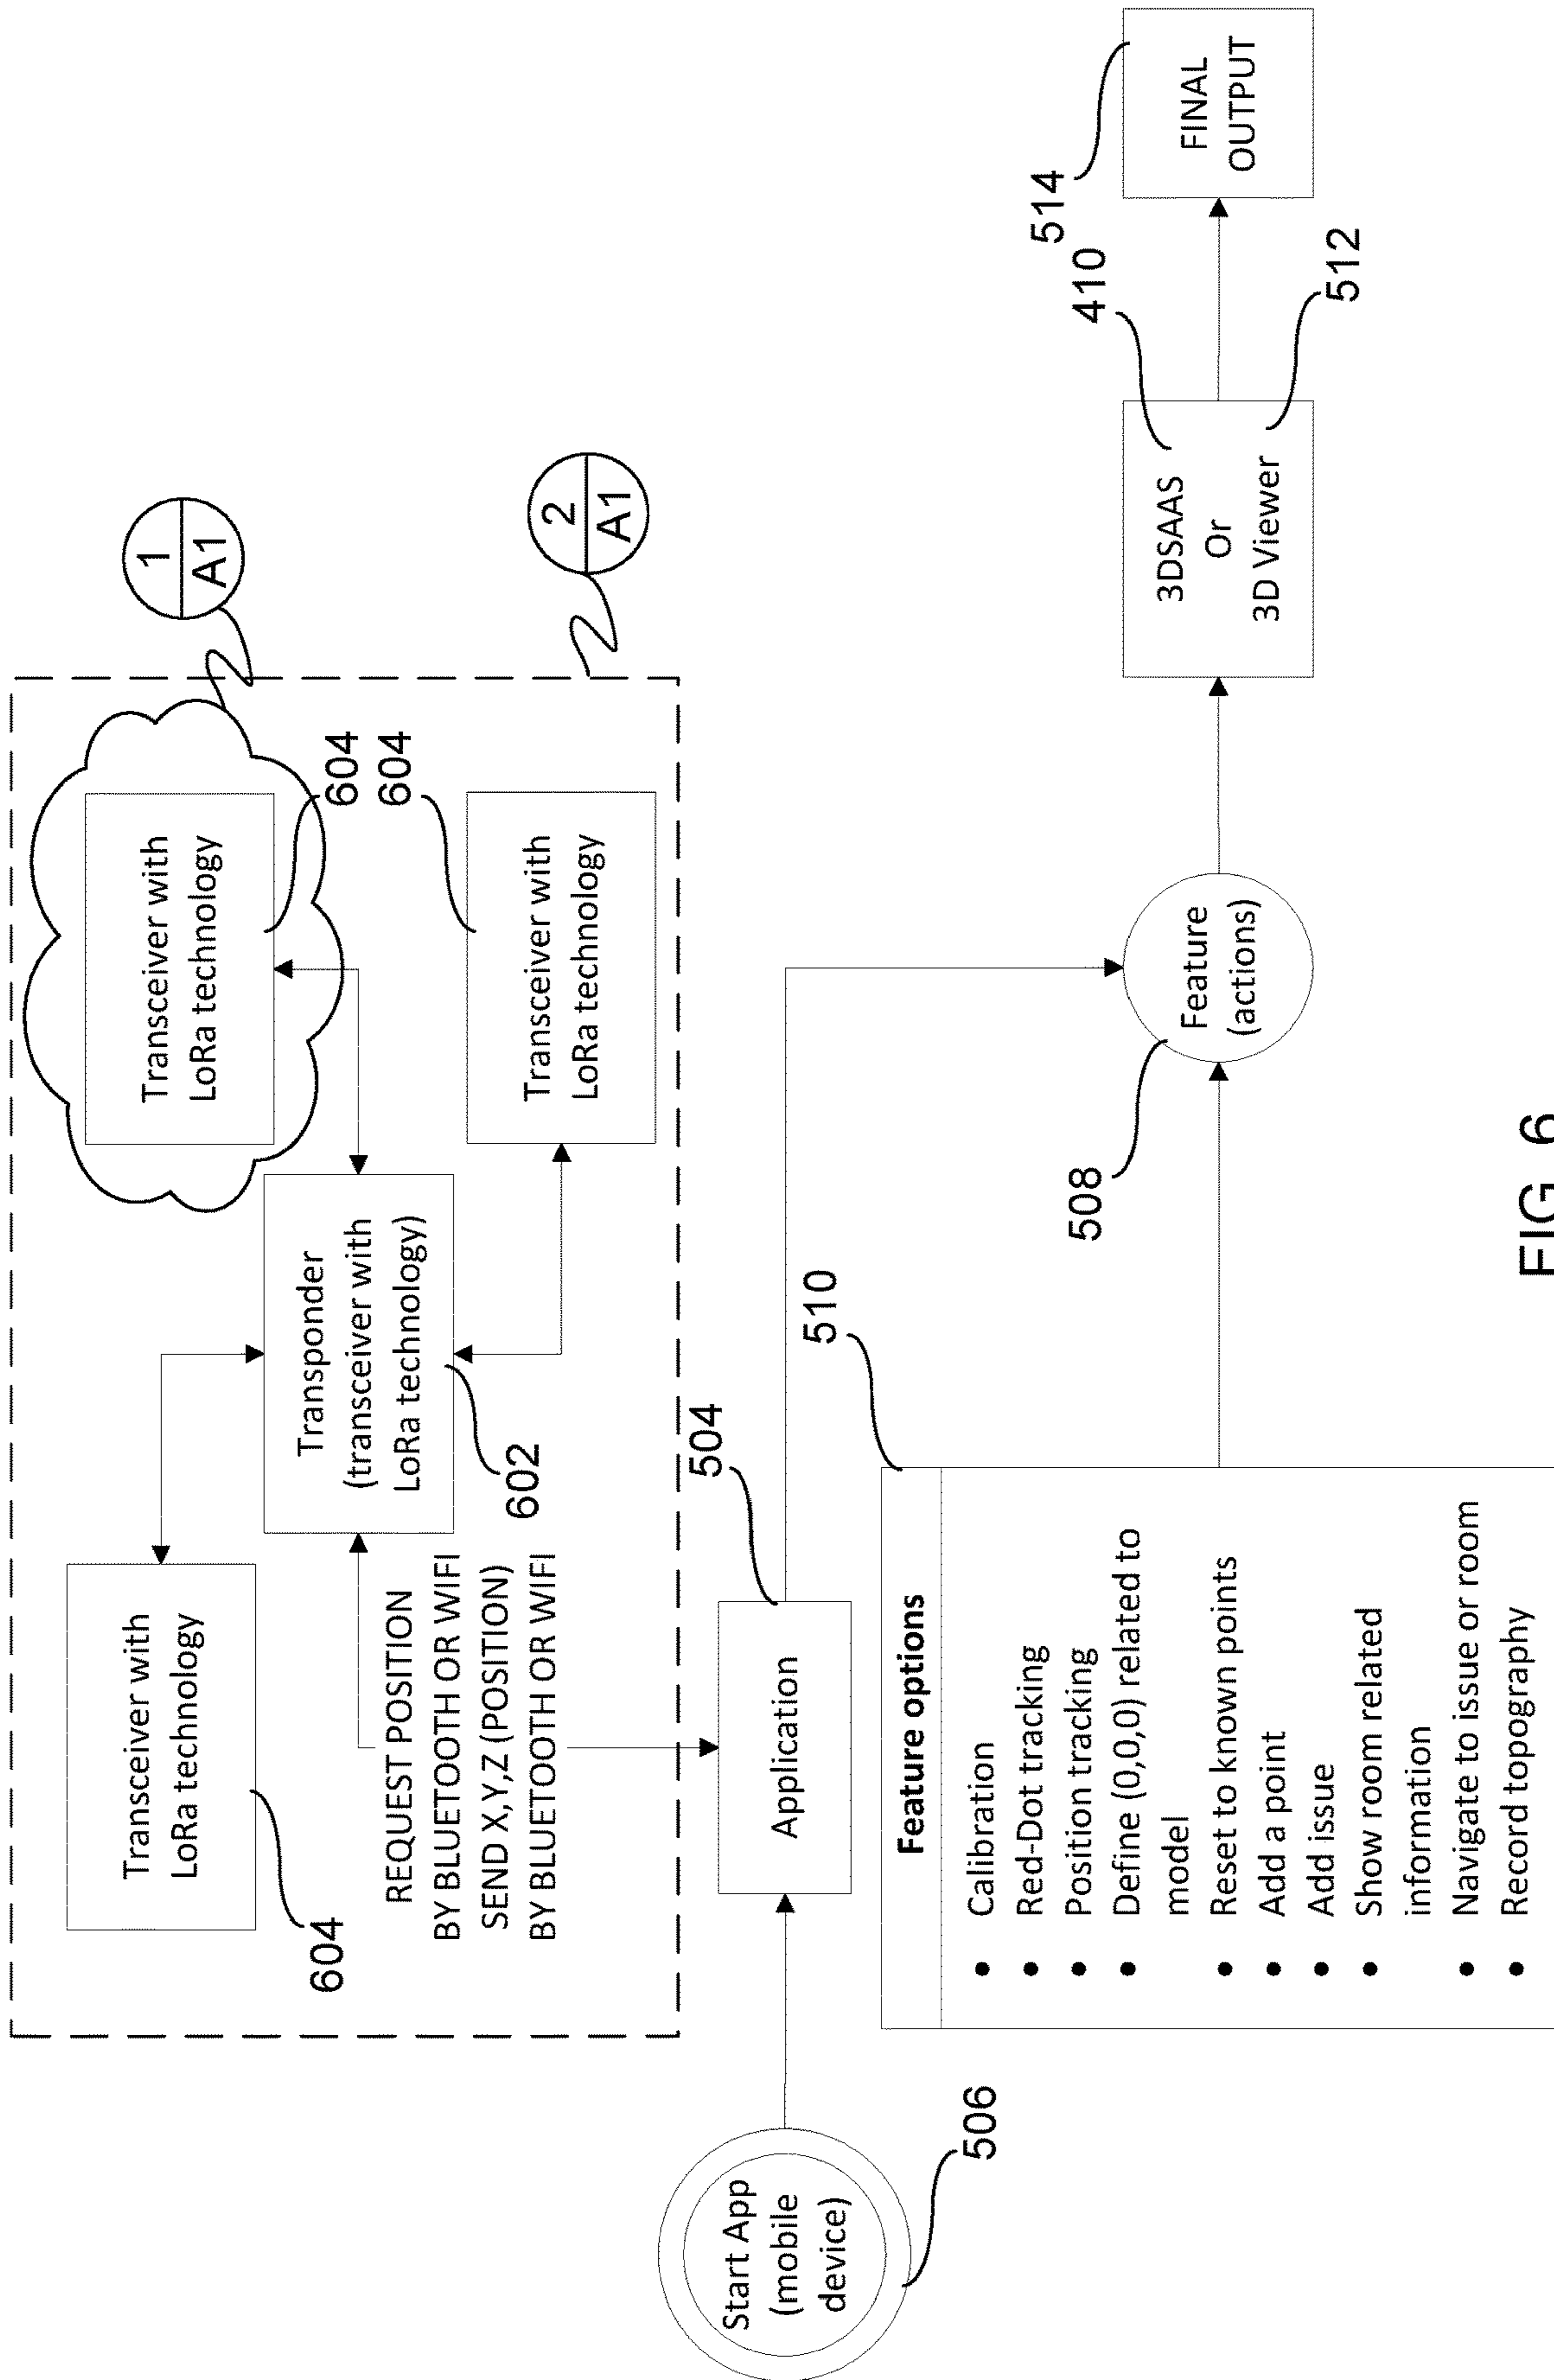 1
A1
2
A1
Transceiver with
LoRa technology
604
Transponder
(transceiver with
LoRa technology)
602
Transceiver with
LoRa technology
604
604
Transceiver with
LoRa technology
REQUEST POSITION
BY BLUETOOTH OR WIFI
SEND X,Y,Z (POSITION)
BY BLUETOOTH OR WIFI
Start App
(mobile
device)
506
Application
504
510
Feature options
• Calibration
• Red-Dot tracking
• Position tracking
• Define (0,0,0) related to
model
• Reset to known points
• Add a point
• Add issue
• Show room related
information
• Navigate to issue or room
• Record topography
508
Feature
(actions)
410
3DSAAS
Or
3D Viewer
512
514
FINAL
OUTPUT
FIG. 6